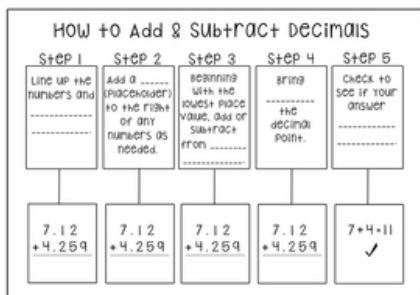 How to Add & Subtract Decimals
Step 1
Line up the
numbers and
Step 2
Add a ______
(placeholder)
to the right
of any
numbers as
needed.
Step 3
Beginning
with the
lowest place
value, add or
subtract
from ______
Step 4
Bring
______
the
decimal
point.
Step 5
Check to
see if your
answer
7.12
+4.259
7.12
+4.259
7.12
+4.259
7.12
+4.259
7+4=11
✓